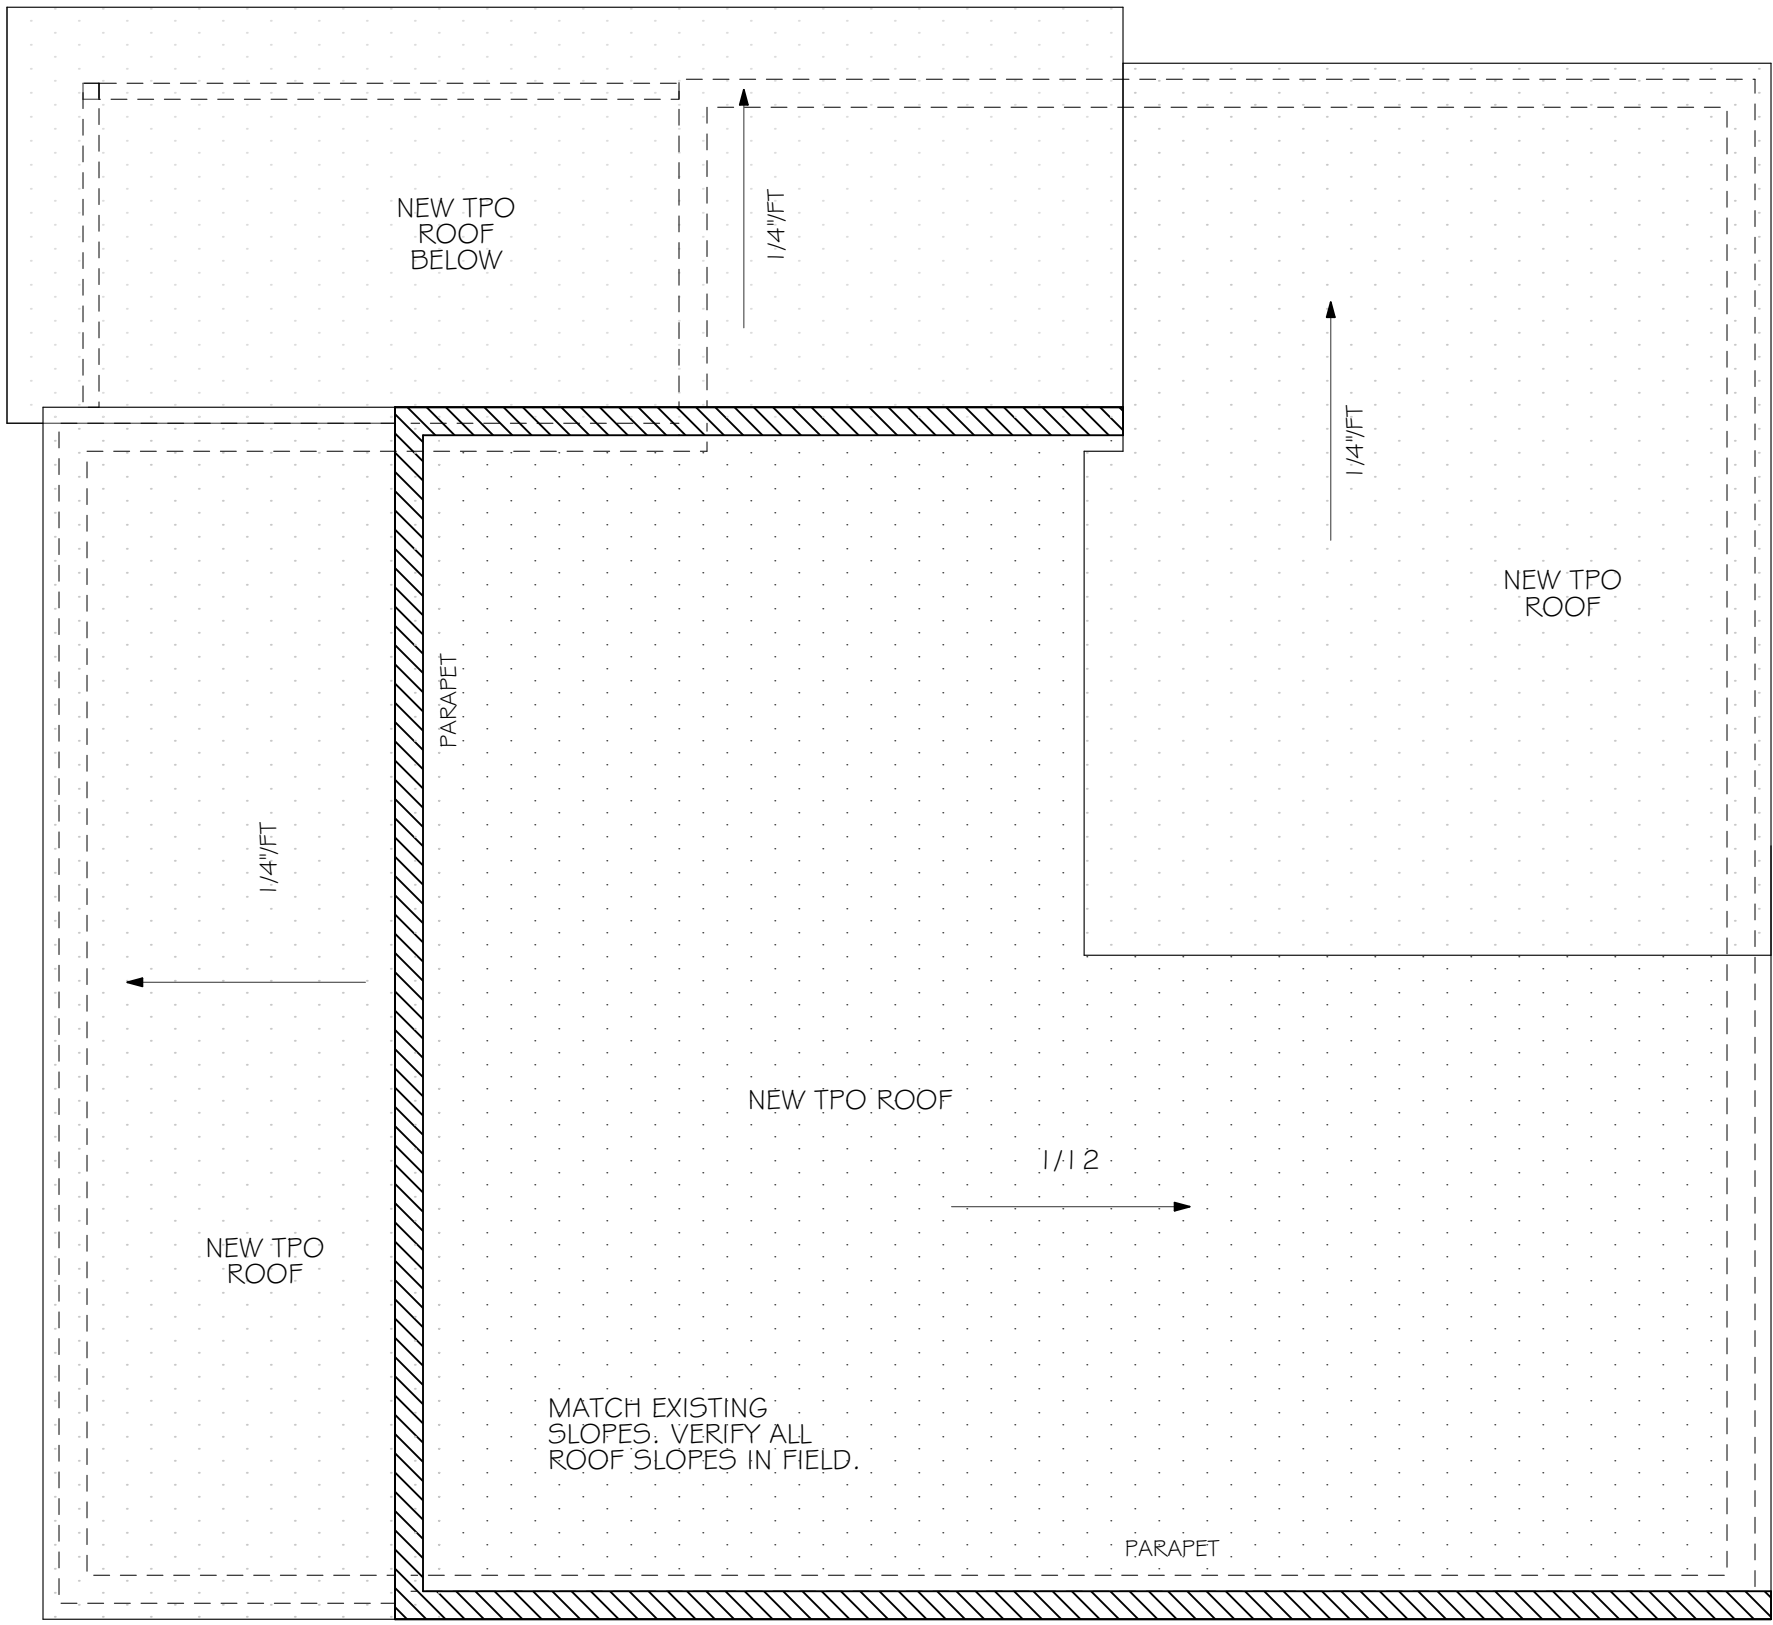 NEW TPO
ROOF
BELOW
1/4"/FT
1/4"/FT
NEW TPO
ROOF
PARAPET
1/4"/FT
NEW TPO ROOF
1/12
NEW TPO
ROOF
MATCH EXISTING
SLOPES. VERIFY ALL
ROOF SLOPES IN FIELD.
PARAPET